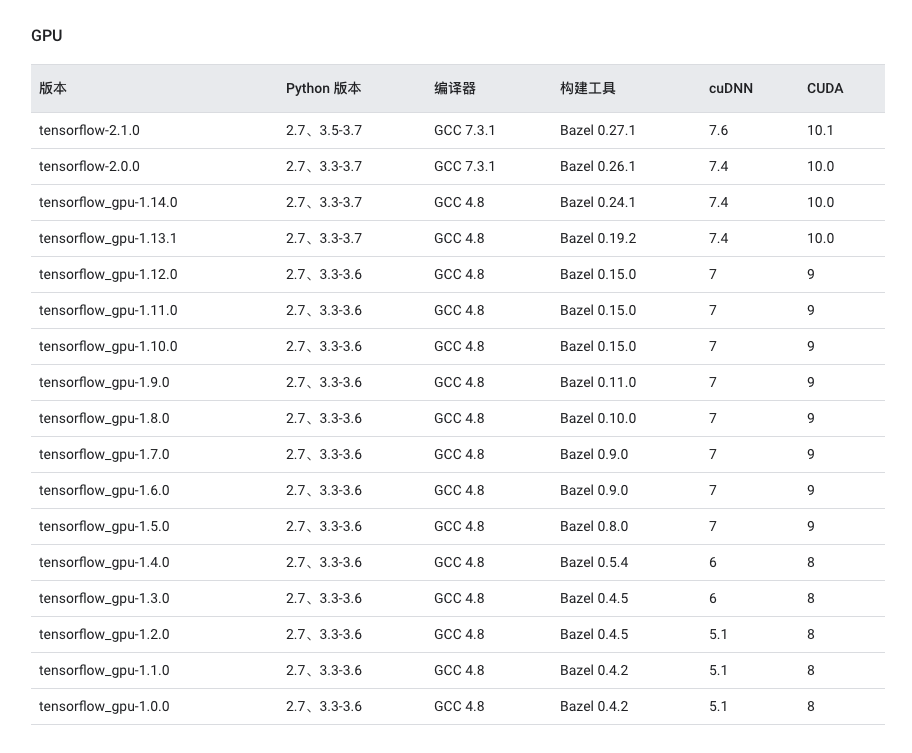 GPU
版本 Python 版本 编译器 构建工具 cuDNN CUDA
tensorflow-2.1.0 2.7、3.5-3.7 GCC 7.3.1 Bazel 0.27.1 7.6 10.1
tensorflow-2.0.0 2.7、3.3-3.7 GCC 7.3.1 Bazel 0.26.1 7.4 10.0
tensorflow_gpu-1.14.0 2.7、3.3-3.7 GCC 4.8 Bazel 0.24.1 7.4 10.0
tensorflow_gpu-1.13.1 2.7、3.3-3.7 GCC 4.8 Bazel 0.19.2 7.4 10.0
tensorflow_gpu-1.12.0 2.7、3.3-3.6 GCC 4.8 Bazel 0.15.0 7 9
tensorflow_gpu-1.11.0 2.7、3.3-3.6 GCC 4.8 Bazel 0.15.0 7 9
tensorflow_gpu-1.10.0 2.7、3.3-3.6 GCC 4.8 Bazel 0.15.0 7 9
tensorflow_gpu-1.9.0 2.7、3.3-3.6 GCC 4.8 Bazel 0.11.0 7 9
tensorflow_gpu-1.8.0 2.7、3.3-3.6 GCC 4.8 Bazel 0.10.0 7 9
tensorflow_gpu-1.7.0 2.7、3.3-3.6 GCC 4.8 Bazel 0.9.0 7 9
tensorflow_gpu-1.6.0 2.7、3.3-3.6 GCC 4.8 Bazel 0.9.0 7 9
tensorflow_gpu-1.5.0 2.7、3.3-3.6 GCC 4.8 Bazel 0.8.0 7 9
tensorflow_gpu-1.4.0 2.7、3.3-3.6 GCC 4.8 Bazel 0.5.4 6 8
tensorflow_gpu-1.3.0 2.7、3.3-3.6 GCC 4.8 Bazel 0.4.5 6 8
tensorflow_gpu-1.2.0 2.7、3.3-3.6 GCC 4.8 Bazel 0.4.5 5.1 8
tensorflow_gpu-1.1.0 2.7、3.3-3.6 GCC 4.8 Bazel 0.4.2 5.1 8
tensorflow_gpu-1.0.0 2.7、3.3-3.6 GCC 4.8 Bazel 0.4.2 5.1 8